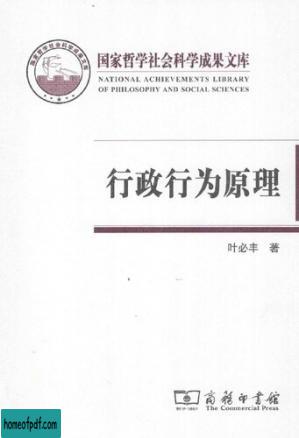 国家哲学社会科学成果文库
NATIONAL ACHIEVEMENTS LIBRARY
OF PHILOSOPHY AND SOCIAL SCIENCES
行政行为原理
叶必丰 著
商务印书馆
The Commercial Press
homeofpdf.com